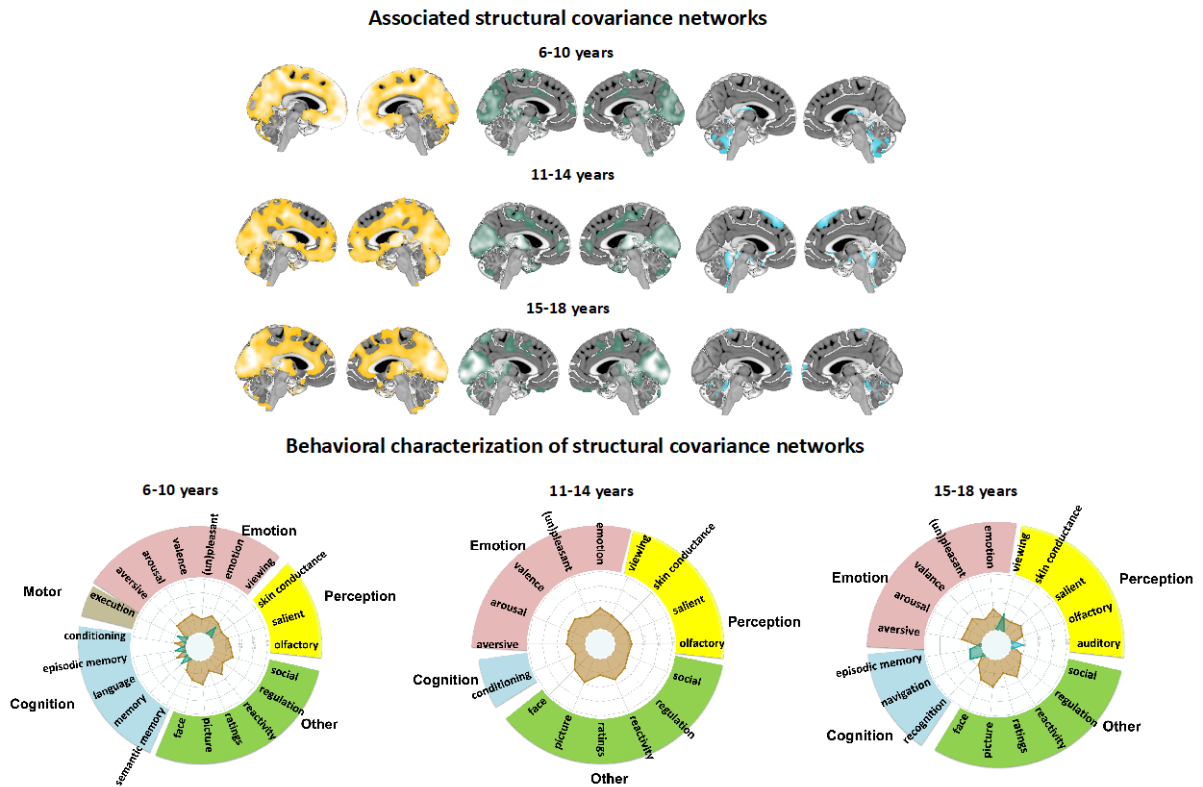 Associated structural covariance networks
6-10 years
11-14 years
15-18 years
Behavioral characterization of structural covariance networks
6-10 years
Emotion
aversive
arousal
valence
(un)pleasant
emotion
viewing
Perception
skin conductance
salient
olfactory
Other
social
regulation
reactivity
ratings
picture
face
Cognition
semantic memory
memory
language
episodic memory
conditioning
Motor
execution
11-14 years
Emotion
aversive
arousal
valence
(un)pleasant
emotion
Perception
viewing
skin conductance
salient
olfactory
Other
social
regulation
reactivity
ratings
picture
face
Cognition
conditioning
15-18 years
Emotion
aversive
arousal
valance
(un)pleasant
emotion
Perception
viewing
skin conductance
salient
olfactory
auditory
Other
social
regulation
reactivity
ratings
picture
face
Cognition
recognition
navigation
episodic memory